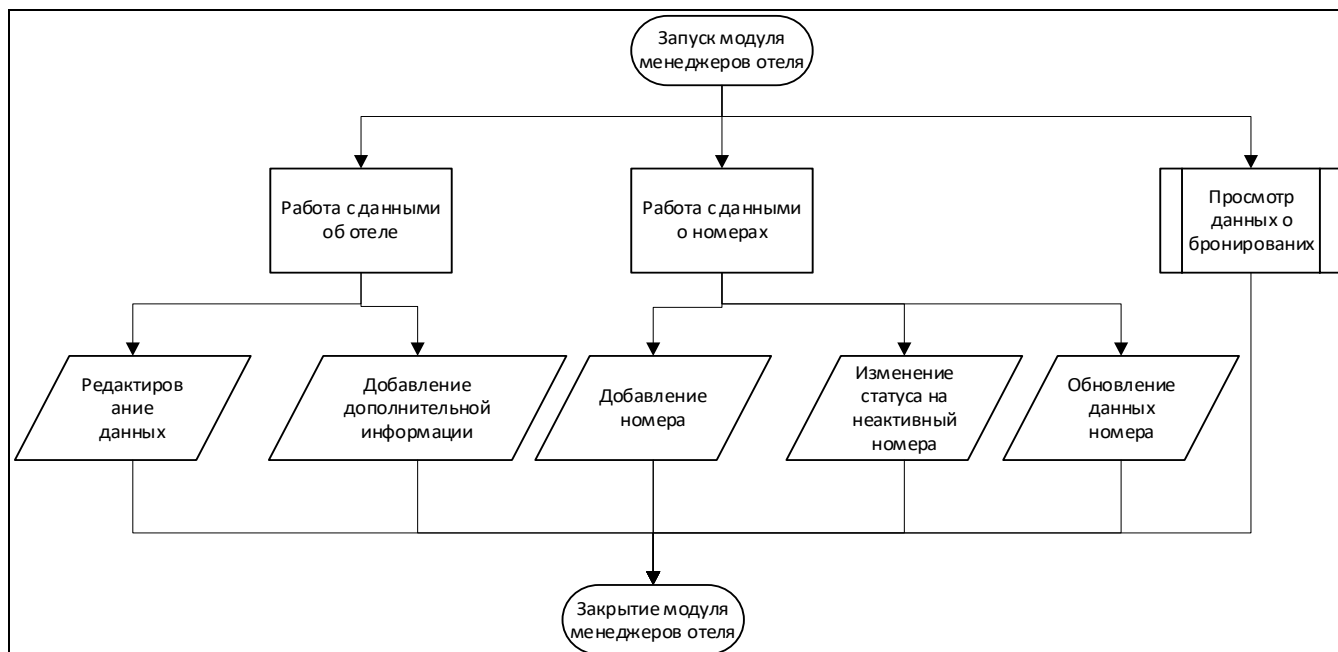 Запуск модуля
менеджеров отеля
Работа с данными
об отеле
Работа с данными
о номерах
Просмотр
данных о
бронированих
Редактиров
ание
данных
Добавление
дополнительной
информации
Добавление
номера
Изменение
статуса на
неактивный
номера
Обновление
данных
номера
Закрытие модуля
менеджеров отеля